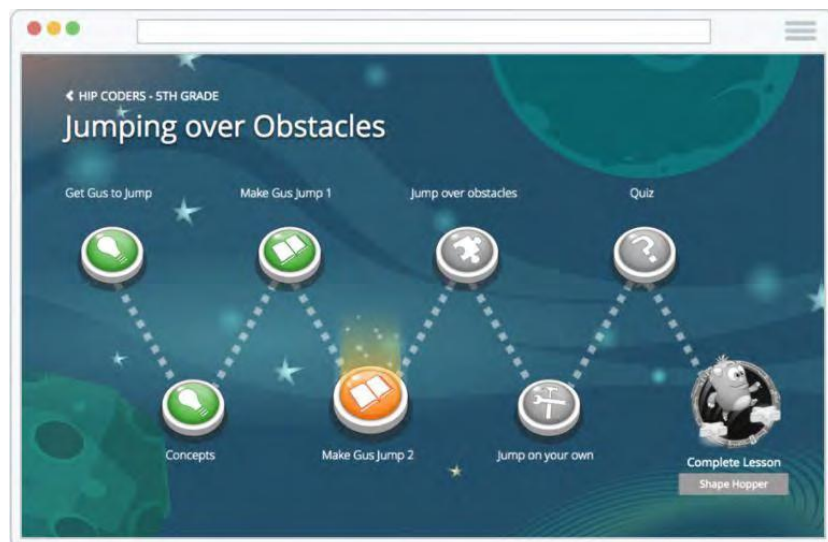 HIP CODERS - 5TH GRADE
Jumping over Obstacles
Get Gus to Jump
Make Gus Jump 1
Jump over obstacles
Quiz
Concepts
Make Gus Jump 2
Jump on your own
Complete Lesson
Shape Hopper